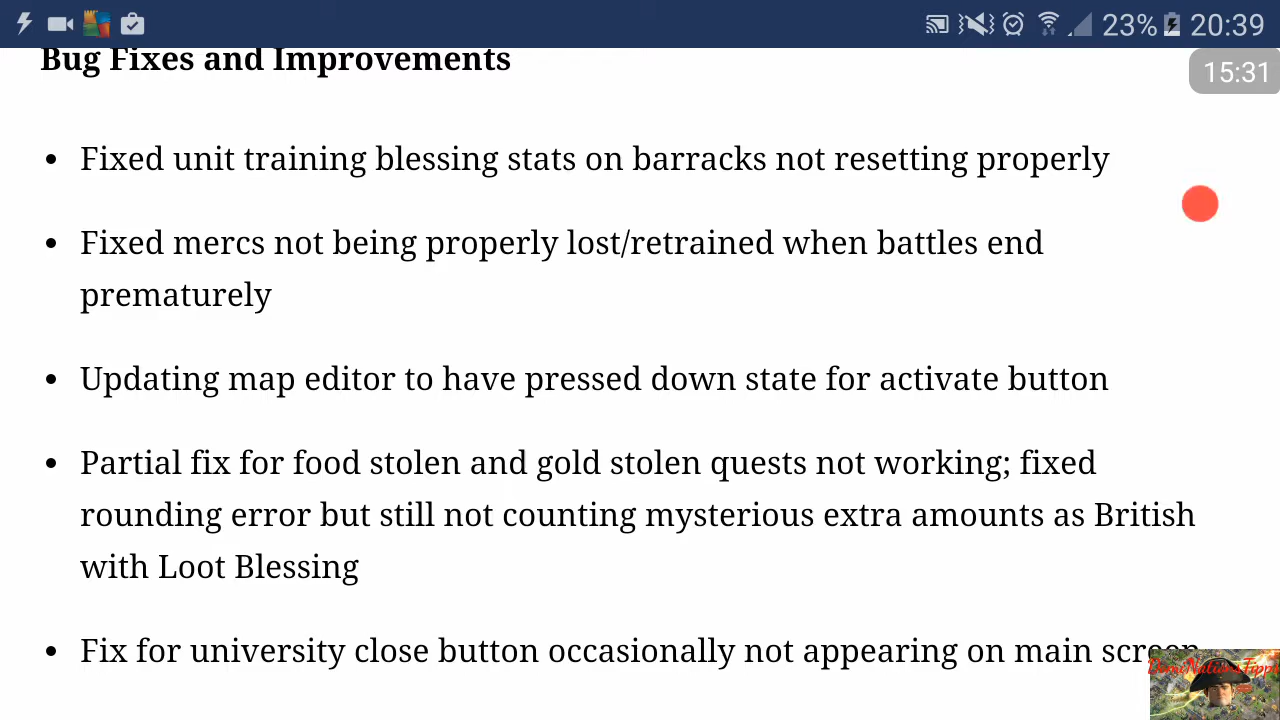 23% 20:39
Bug Fixes and Improvements
15:31
• Fixed unit training blessing stats on barracks not resetting properly
• Fixed mercs not being properly lost/retrained when battles end
prematurely
• Updating map editor to have pressed down state for activate button
• Partial fix for food stolen and gold stolen quests not working; fixed
rounding error but still not counting mysterious extra amounts as British
with Loot Blessing
• Fix for university close button occasionally not appearing on main screen
DomiNationsTipps